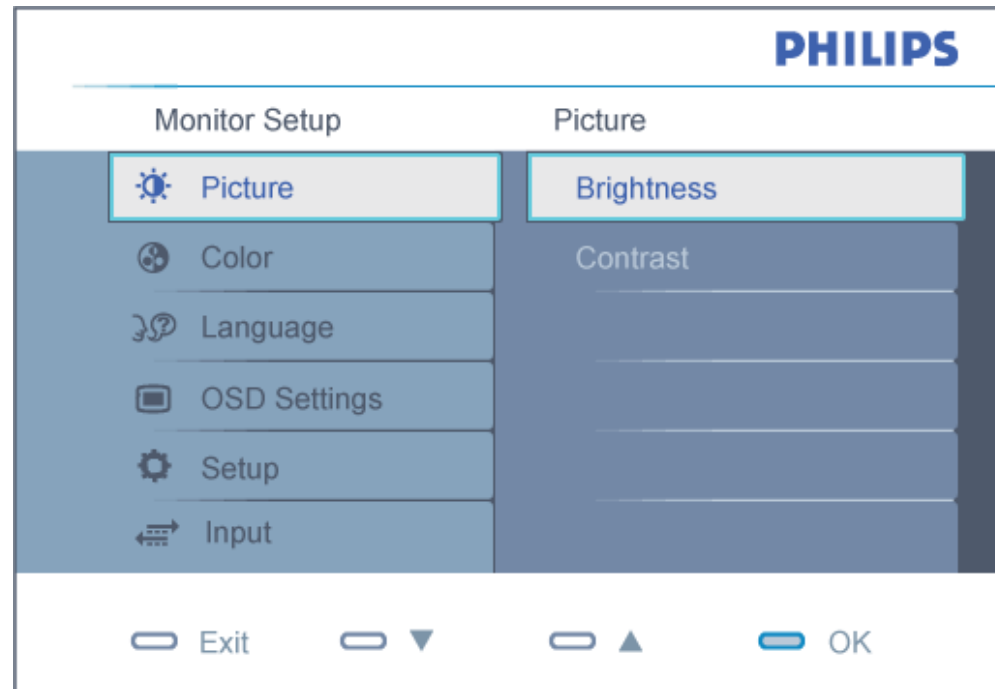 PHILIPS
Monitor Setup
Picture
Picture
Brightness
Color
Contrast
Language
OSD Settings
Setup
Input
Exit ▼ ▲ OK